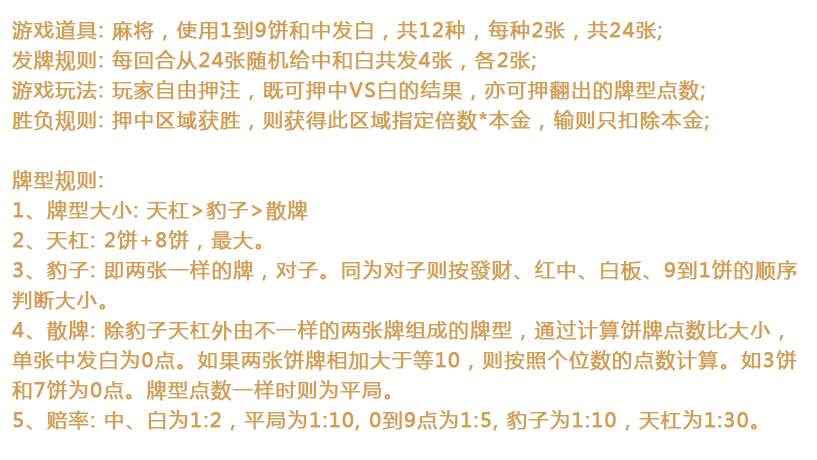 游戏道具: 麻将，使用1到9饼和中发白，共12种，每种2张，共24张;
发牌规则: 每回合从24张随机给中和白共发4张，各2张;
游戏玩法: 玩家自由押注，既可押中VS白的结果，亦可押翻出的牌型点数;
胜负规则: 押中区域获胜，则获得此区域指定倍数*本金，输则只扣除本金;
牌型规则:
1、牌型大小: 天杠>豹子>散牌
2、天杠: 2饼+8饼，最大。
3、豹子: 即两张一样的牌，对子。同为对子则按發财、红中、白板、9到1饼的顺序
判断大小。
4、散牌: 除豹子天杠外由不一样的两张牌组成的牌型，通过计算饼牌点数比大小，
单张中发白为0点。如果两张饼牌相加大于等10，则按照个位数的点数计算。如3饼
和7饼为0点。牌型点数一样时则为平局。
5、赔率: 中、白为1:2，平局为1:10, 0到9点为1:5, 豹子为1:10，天杠为1:30。